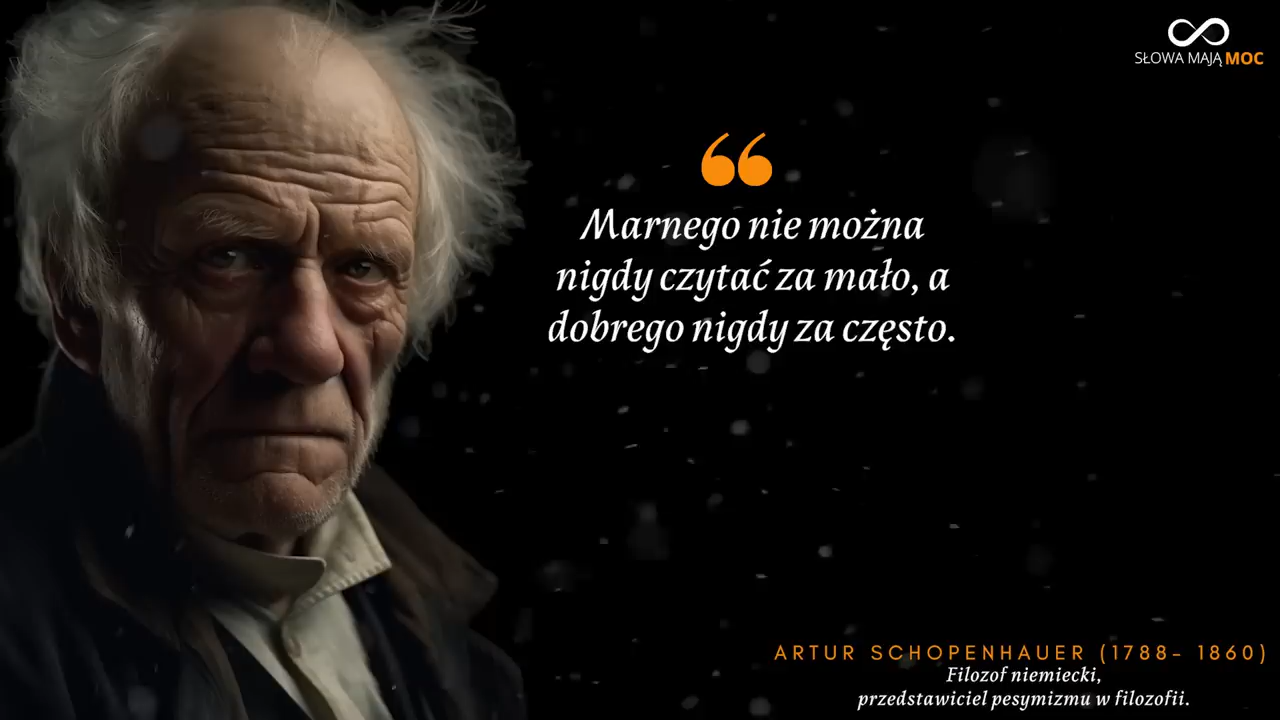 SŁOWA MAJĄ MOC
Marnego nie można
nigdy czytać za mało, a
dobrego nigdy za często.
ARTUR SCHOPENHAUER (1788- 1860)
Filozof niemiecki,
przedstawiciel pesymizmu w filozofii.